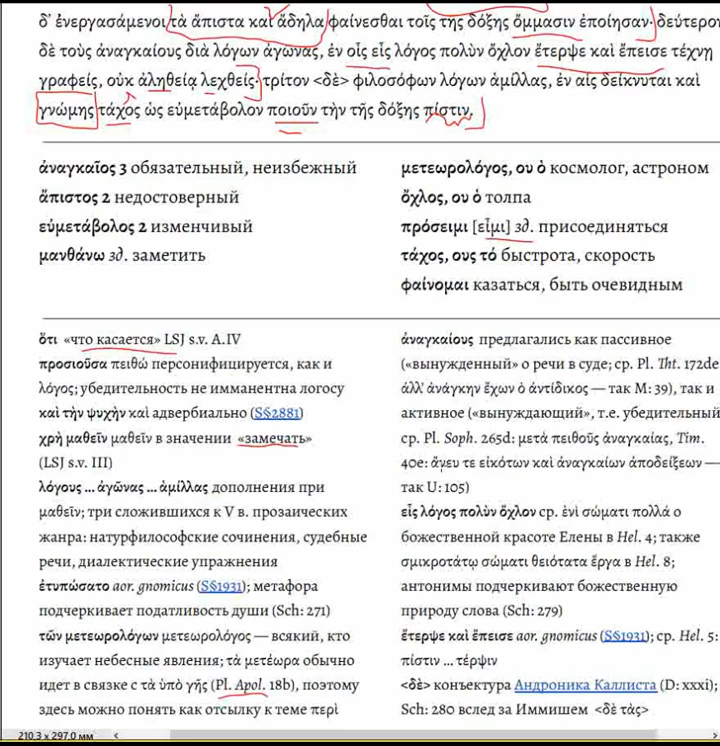 δ’ ἐνεργασάμενοι τὰ ἄπιστα καὶ ἄδηλα φαίνεσθαι τοῖς τῆς δόξης ὄμμασιν ἐποίησαν· δεύτερον
δὲ τοὺς ἀναγκαίους διὰ λόγων ἀγῶνας, ἐν οἷς εἷς λόγος πολὺν ὄχλον ἔτερψε καὶ ἔπεισε τέχνῃ
γραφείς, οὐκ ἀληθείᾳ λεχθείς· τρίτον <δὲ> φιλοσόφων λόγων ἁμίλλας, ἐν αἷς δείκνυται καὶ
γνώμης τάχος ὡς εὐμετάβολον ποιοῦν τὴν τῆς δόξης πίστιν.
ἀναγκαῖος 3 обязательный, неизбежный
ἄπιστος 2 недостоверный
εὐμετάβολος 2 изменчивый
μανθάνω зд. заметить
μετεωρολόγος, ου ὁ космолог, астроном
ὄχλος, ου ὁ толпа
πρόσειμι [εἶμι] зд. присоединяться
τάχος, ους τό быстрота, скорость
φαίνομαι казаться, быть очевидным
ὅτι «что касается» LSJ s.v. A.IV
προσιοῦσα πειθώ персонифицируется, как и
λόγος; убедительность не имманентна логосу
καὶ τὴν ψυχὴν καὶ адвербиально (S§2881)
χρὴ μαθεῖν μαθεῖν в значении «замечать»
(LSJ s.v. III)
λόγους ... ἀγῶνας ... ἁμίλλας дополнения при
μαθεῖν; три сложившихся к V в. прозаических
жанра: натурфилософские сочинения, судебные
речи, диалектические упражнения
ἐτυπώσατο aor. gnomicus (S§1931); метафора
подчеркивает податливость души (Sch: 271)
τῶν μετεωρολόγων μετεωρολόγος — всякий, кто
изучает небесные явления; τὰ μετέωρα обычно
идет в связке с τὰ ὑπὸ γῆς (Pl. Apol. 18b), поэтому
здесь можно понять как отсылку к теме περὶ
ἀναγκαίους предлагались как пассивное
(«вынужденный» о речи в суде; ср. Pl. Tht. 172de
ἀλλ’ ἀνάγκην ἔχων ὁ ἀντίδικος — так M: 39), так и
активное («вынуждающий», т.е. убедительный
ср. Pl. Soph. 265d: μετὰ πειθοῦς ἀναγκαίας, Tim.
40e: ἄνευ τε εἰκότων καὶ ἀναγκαίων ἀποδείξεων —
так U: 105)
εἷς λόγος πολὺν ὄχλον ср. ἑνὶ σώματι πολλά о
божественной красоте Елены в Hel. 4; также
σμικροτάτῳ σώματι θειότατα ἔργα в Hel. 8;
антонимы подчеркивают божественную
природу слова (Sch: 279)
ἔτερψε καὶ ἔπεισε aor. gnomicus (S§1931); ср. Hel. 5:
πίστιν ... τέρψιν
<δὲ> конъектура Андроника Каллиста (D: xxxi);
Sch: 280 вслед за Иммишем <δὲ τὰς>
210,3 x 297,0 мм